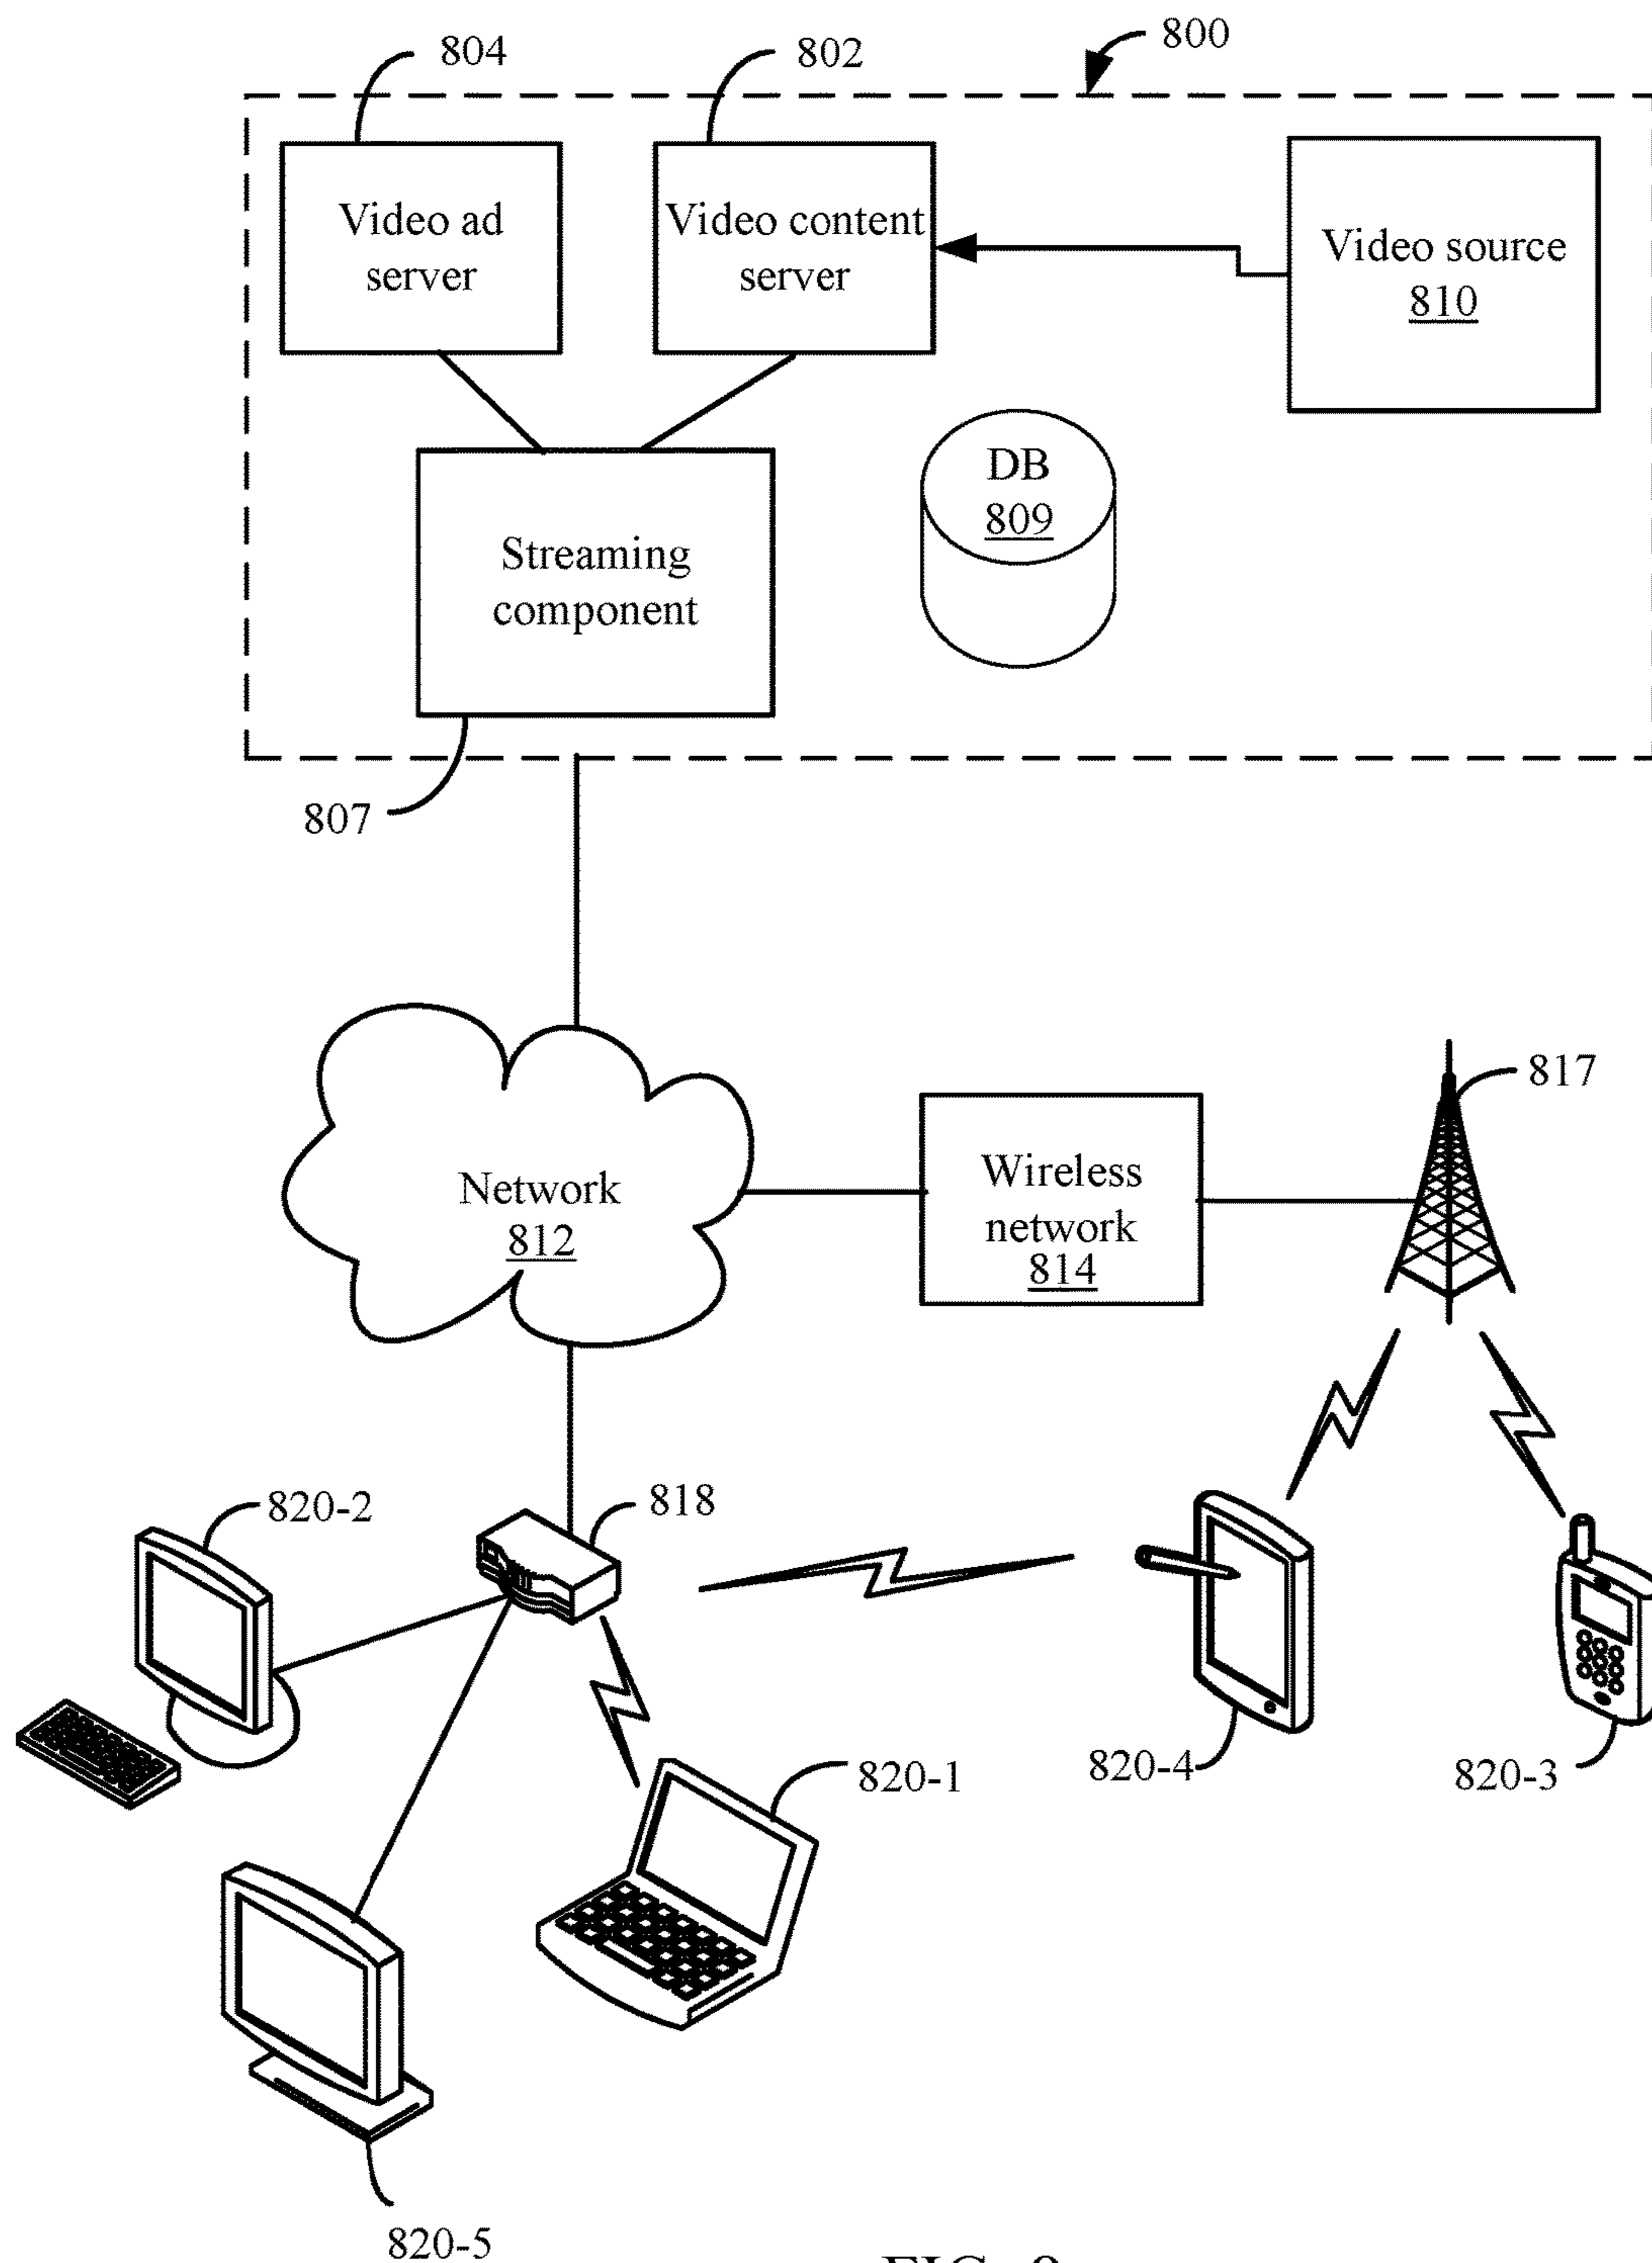 804
802
800
Video ad
server
Video content
server
Video source
810
DB
809
Streaming
component
807
817
Network
812
Wireless
network
814
820-2
818
820-1
820-4
820-3
820-5